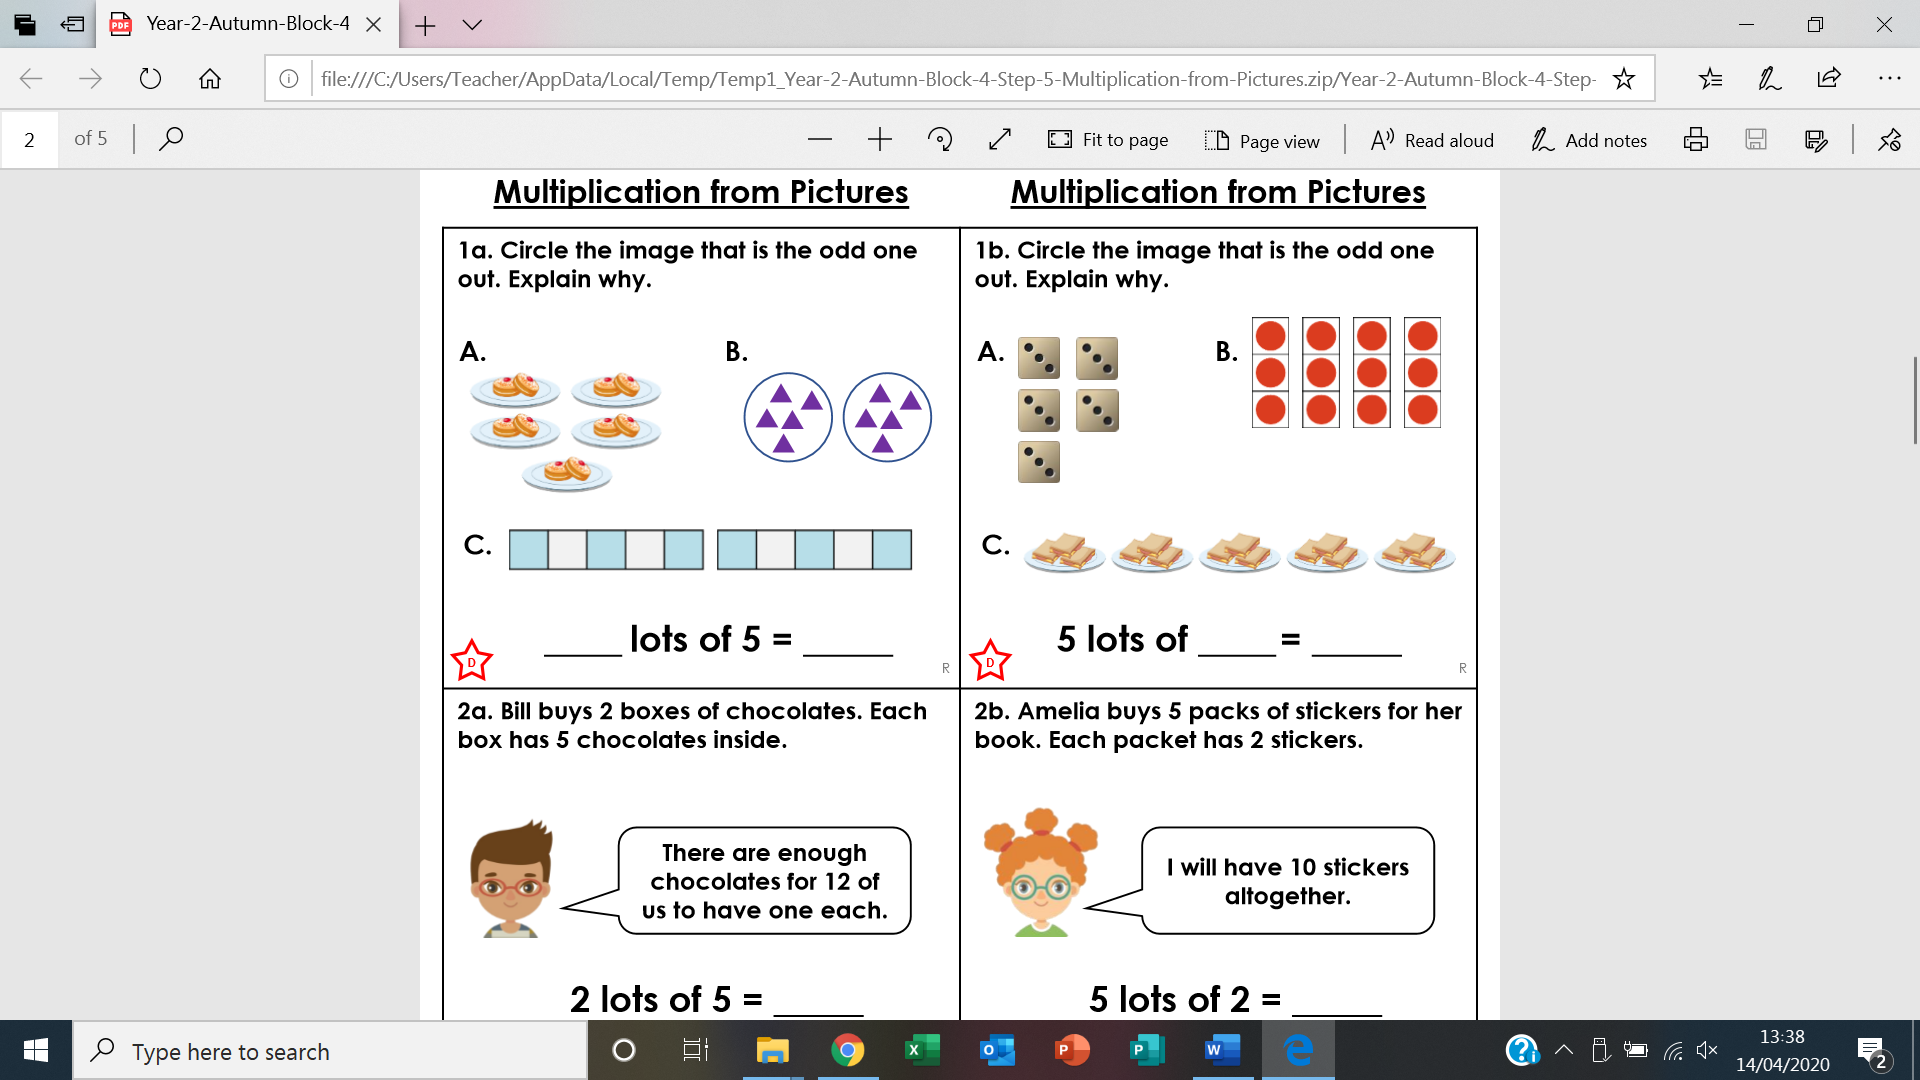 Year-2-Autumn-Block-4
file:///C:/Users/Teacher/AppData/Local/Temp/Temp1_Year-2-Autumn-Block-4-Step-5-Multiplication-from-Pictures.zip/Year-2-Autumn-Block-4-Step-
2 of 5
Fit to page
Page view
Read aloud
Add notes
Multiplication from Pictures
1a. Circle the image that is the odd one
out. Explain why.
A.
B.
C.
____ lots of 5 = ____
D
R
Multiplication from Pictures
1b. Circle the image that is the odd one
out. Explain why.
A.
B.
C.
5 lots of ____ = ____
D
R
2a. Bill buys 2 boxes of chocolates. Each
box has 5 chocolates inside.
There are enough
chocolates for 12 of
us to have one each.
2 lots of 5 = ____
2b. Amelia buys 5 packs of stickers for her
book. Each packet has 2 stickers.
I will have 10 stickers
altogether.
5 lots of 2 = ____
Type here to search
13:38
14/04/2020
2